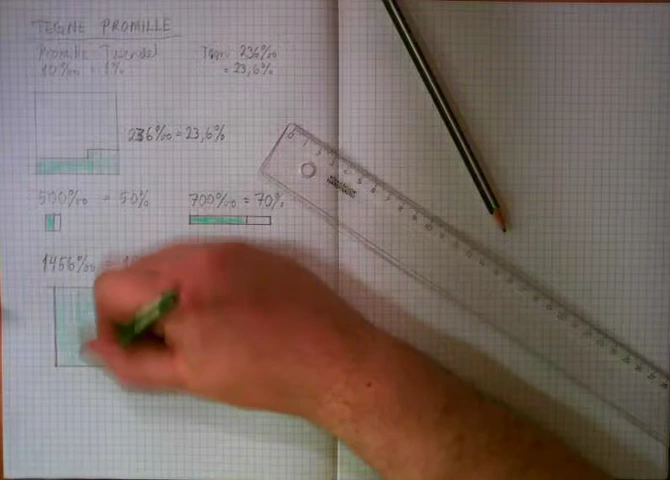 TEGNE PROMILLE
Promille Tusendel
10‰ = 1%
Tegn 236‰
= 23,6%
236‰ = 23,6%
500‰ = 50%
700‰ = 70%
1456‰ =